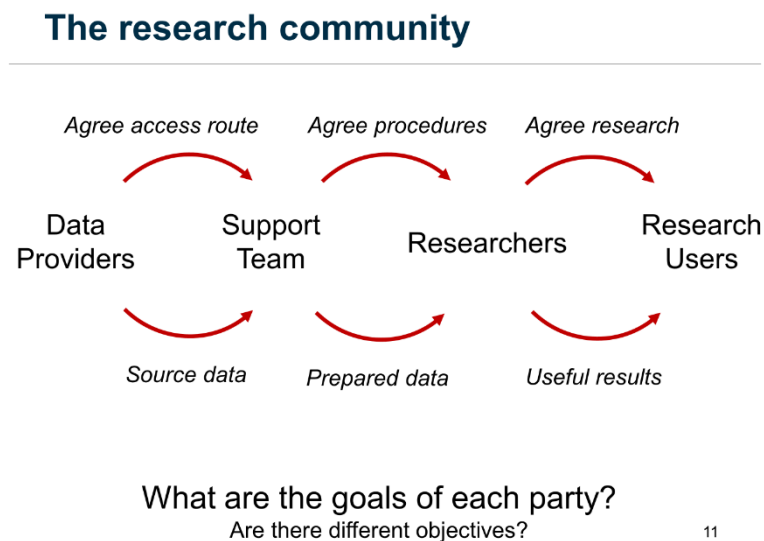 The research community
Agree access route
Agree procedures
Agree research
Data
Providers
Support
Team
Researchers
Research
Users
Source data
Prepared data
Useful results
What are the goals of each party?
Are there different objectives?
11